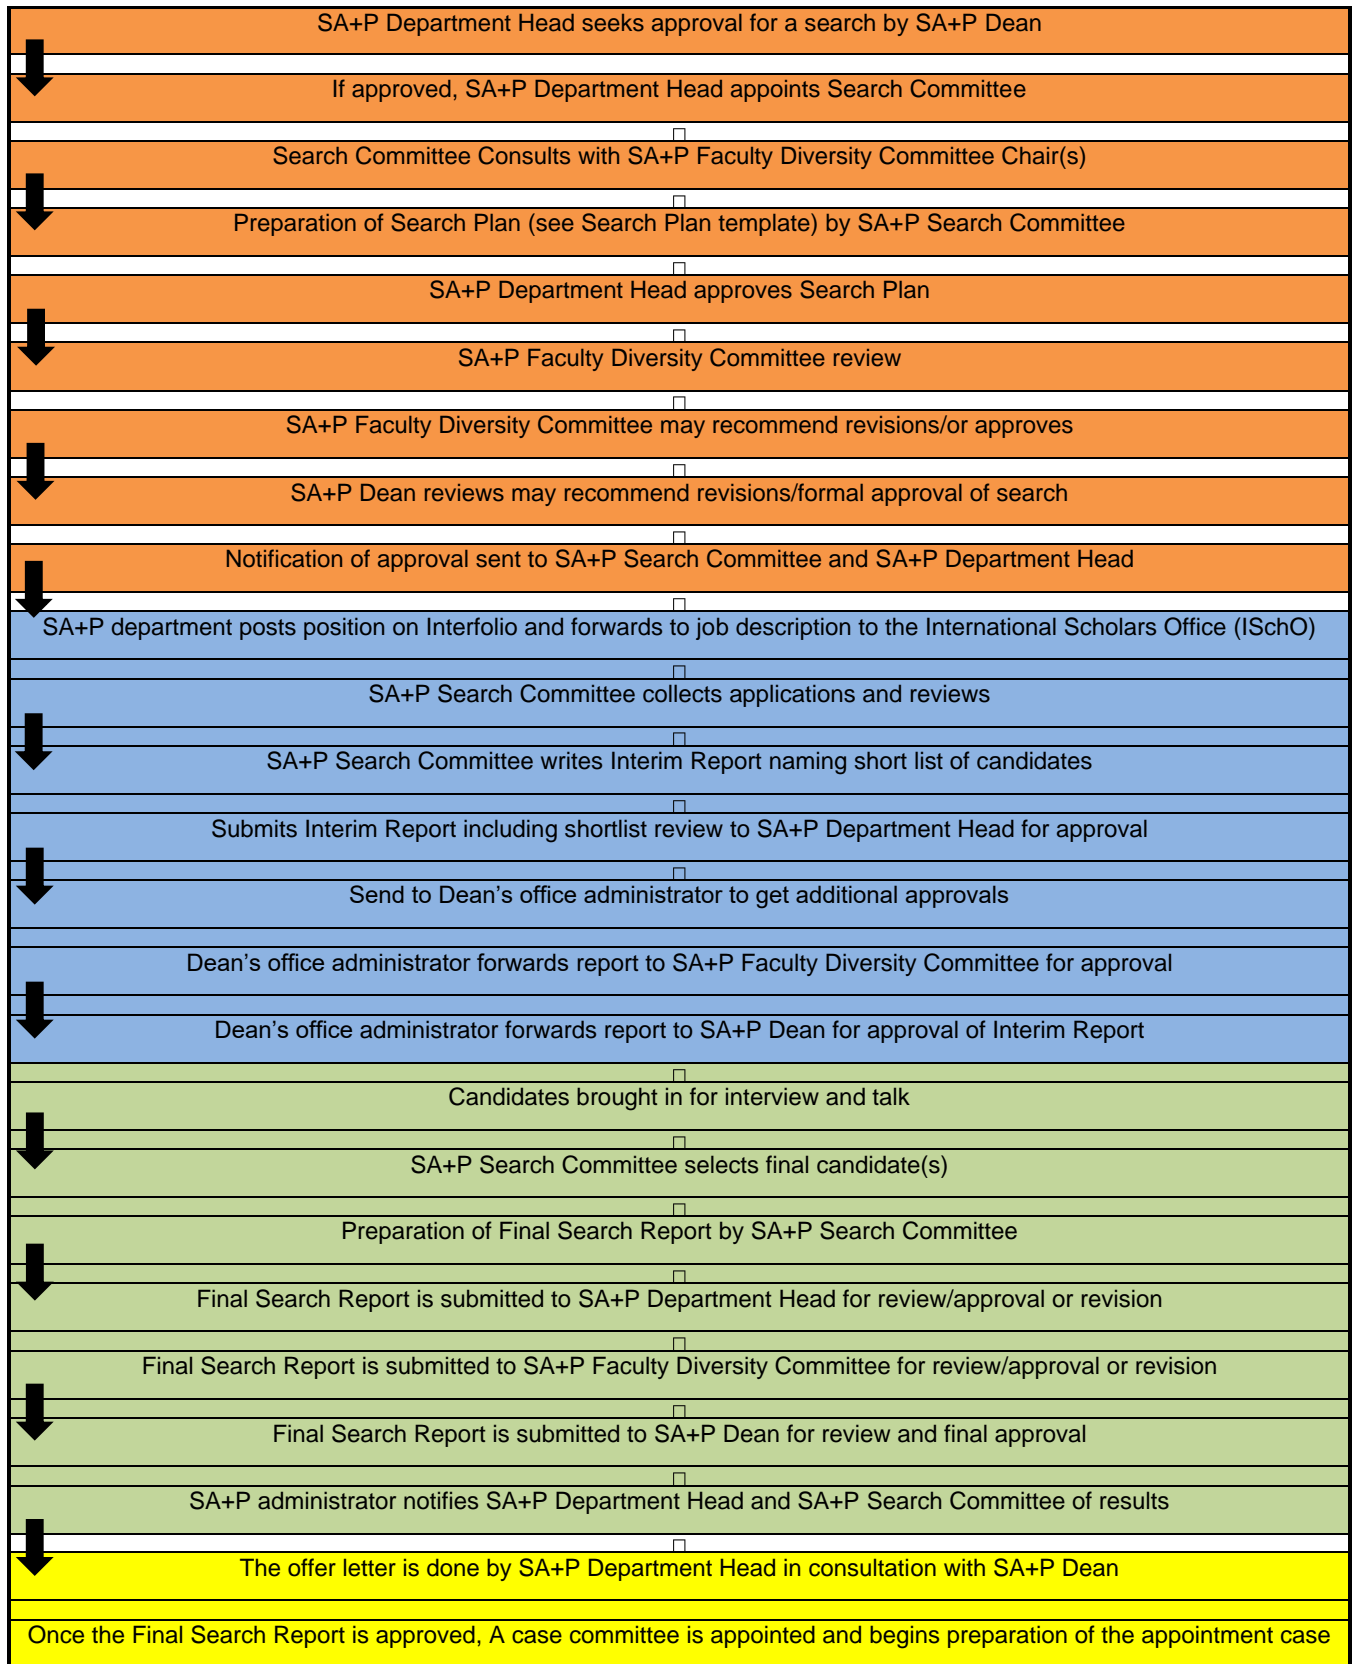 SA+P Department Head seeks approval for a search by SA+P Dean
If approved, SA+P Department Head appoints Search Committee
Search Committee Consults with SA+P Faculty Diversity Committee Chair(s)
Preparation of Search Plan (see Search Plan template) by SA+P Search Committee
SA+P Department Head approves Search Plan
SA+P Faculty Diversity Committee review
SA+P Faculty Diversity Committee may recommend revisions/or approves
SA+P Dean reviews may recommend revisions/formal approval of search
Notification of approval sent to SA+P Search Committee and SA+P Department Head
SA+P department posts position on Interfolio and forwards to job description to the International Scholars Office (ISchO)
SA+P Search Committee collects applications and reviews
SA+P Search Committee writes Interim Report naming short list of candidates
Submits Interim Report including shortlist review to SA+P Department Head for approval
Send to Dean’s office administrator to get additional approvals
Dean’s office administrator forwards report to SA+P Faculty Diversity Committee for approval
Dean’s office administrator forwards report to SA+P Dean for approval of Interim Report
Candidates brought in for interview and talk
SA+P Search Committee selects final candidate(s)
Preparation of Final Search Report by SA+P Search Committee
Final Search Report is submitted to SA+P Department Head for review/approval or revision
Final Search Report is submitted to SA+P Faculty Diversity Committee for review/approval or revision
Final Search Report is submitted to SA+P Dean for review and final approval
SA+P administrator notifies SA+P Department Head and SA+P Search Committee of results
The offer letter is done by SA+P Department Head in consultation with SA+P Dean
Once the Final Search Report is approved, A case committee is appointed and begins preparation of the appointment case